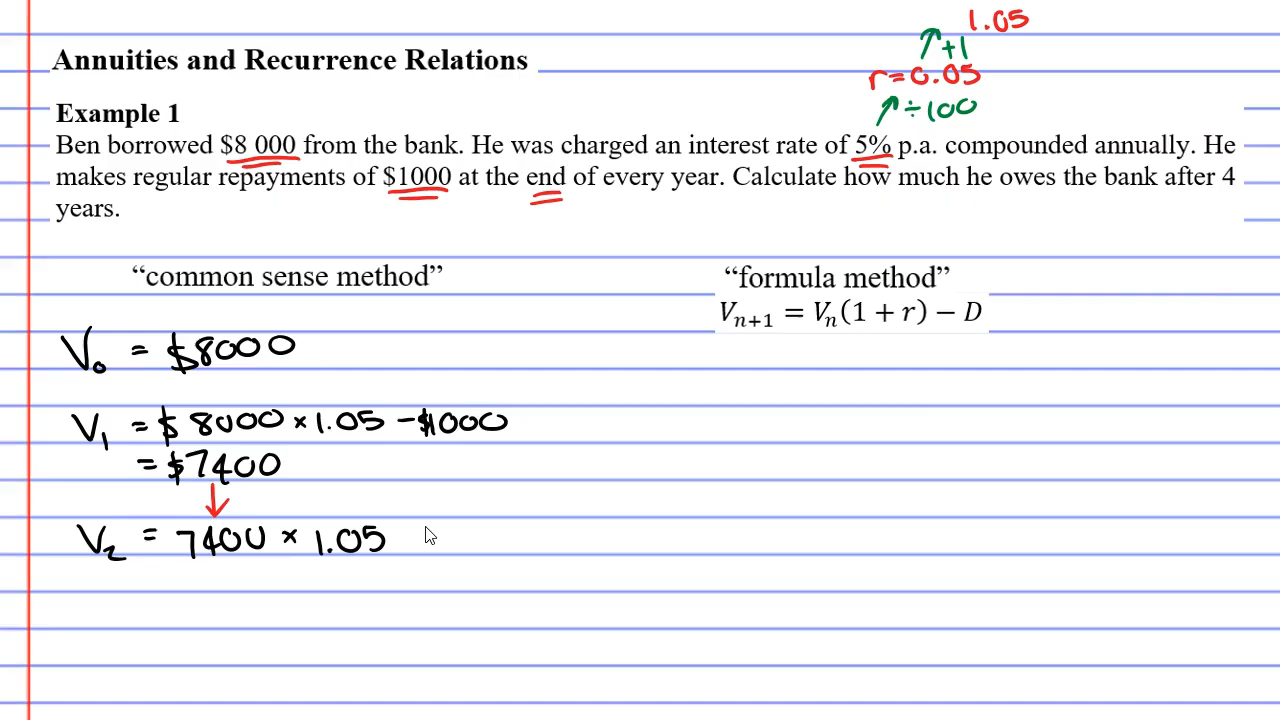 1.05
+1
Annuities and Recurrence Relations
r=0.05
÷100
Example 1
Ben borrowed $8 000 from the bank. He was charged an interest rate of 5% p.a. compounded annually. He
makes regular repayments of $1000 at the end of every year. Calculate how much he owes the bank after 4
years.
“common sense method”
“formula method”
Vₙ₊₁ = Vₙ(1 + r) − D
V₀ = $8000
V₁ = $ 8000 × 1.05 −$1000
= $7400
V₂ = 7400 × 1.05